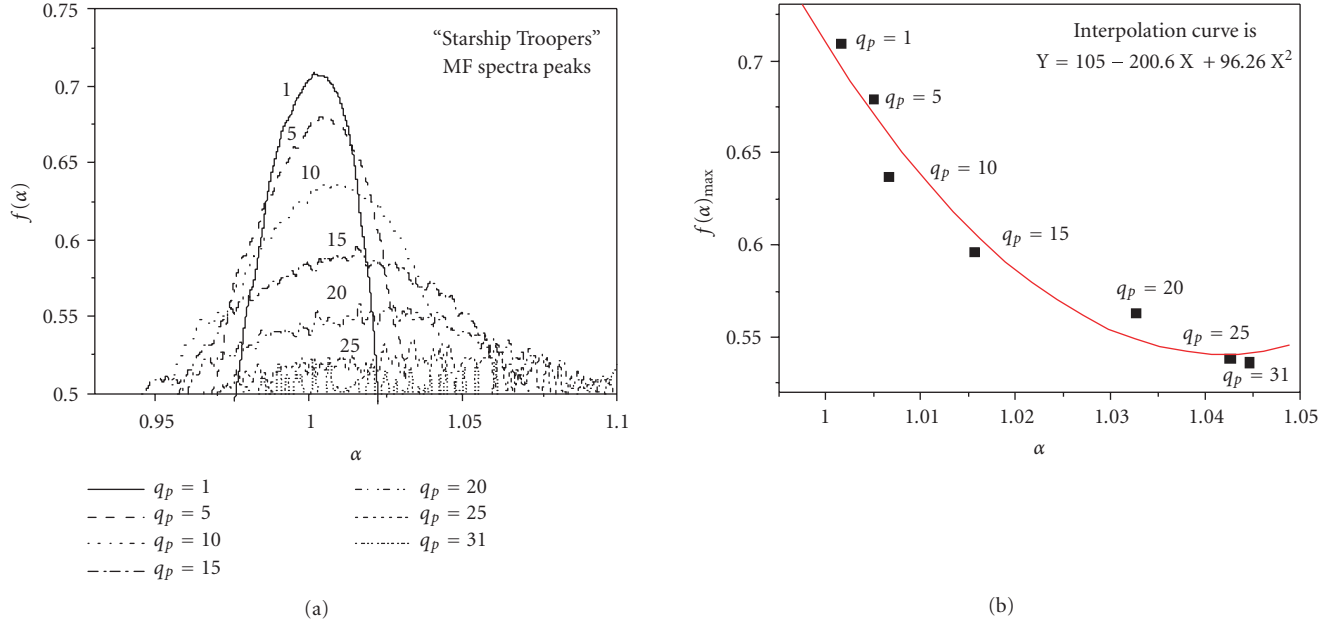 0.75
0.7
0.65
0.6
0.55
0.5
f(α)
“Starship Troopers”
MF spectra peaks
1
5
10
15
20
25
0.95
1
1.05
1.1
α
q_p = 1
q_p = 5
q_p = 10
q_p = 15
q_p = 20
q_p = 25
q_p = 31
(a)
0.7
0.65
0.6
0.55
f(α)max
Interpolation curve is
Y = 105 − 200.6 X + 96.26 X²
q_p = 1
q_p = 5
q_p = 10
q_p = 15
q_p = 20
q_p = 25
q_p = 31
1
1.01
1.02
1.03
1.04
1.05
α
(b)